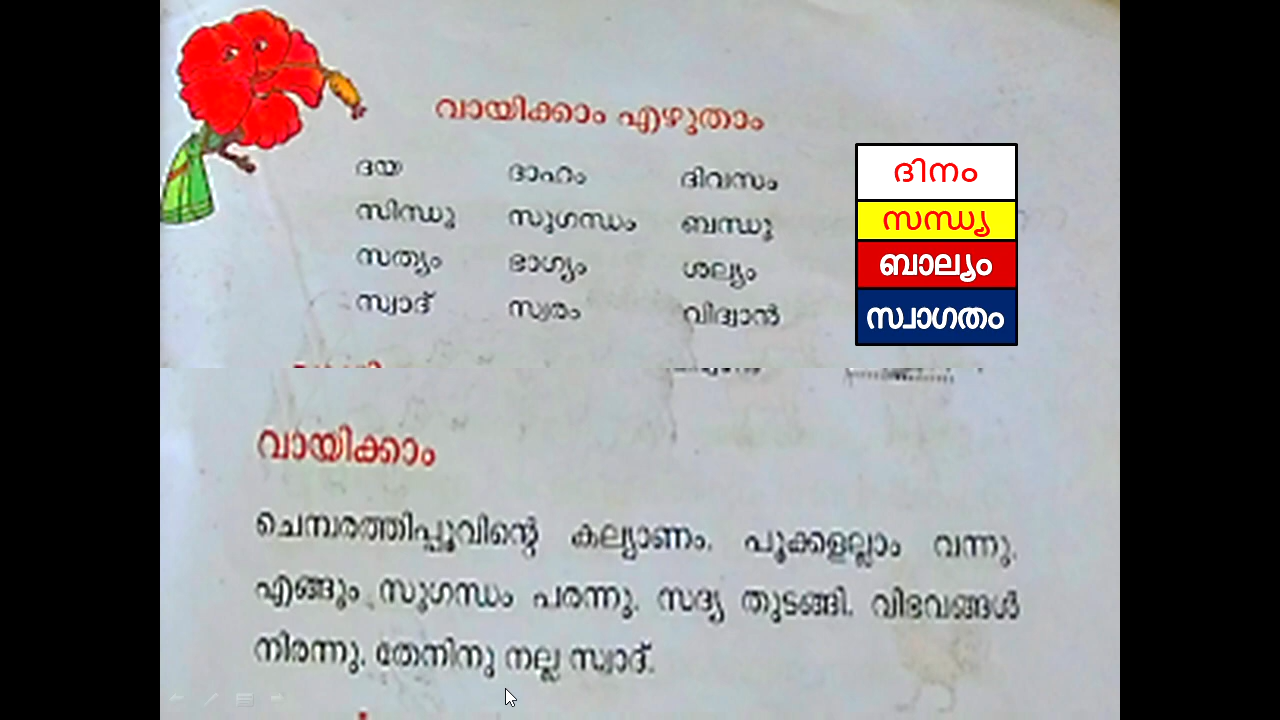 വായിക്കാം എഴുതാം
ദയ ദാഹം ദിവസം ദിനം
സിന്ധു സുഗന്ധം ബന്ധു സന്ധ്യ
സത്യം ഭാഗ്യം ശല്യം ബാല്യം
സ്വാദ് സ്വരം വിദ്വാൻ സ്വാഗതം
വായിക്കാം
ചെമ്പരത്തിപ്പൂവിന്റെ കല്യാണം. പൂക്കളല്ലാം വന്നു.
എങ്ങും സുഗന്ധം പരന്നു. സദ്യ തുടങ്ങി. വിഭവങ്ങൾ
നിരന്നു. തേനിനു നല്ല സ്വാദ്.